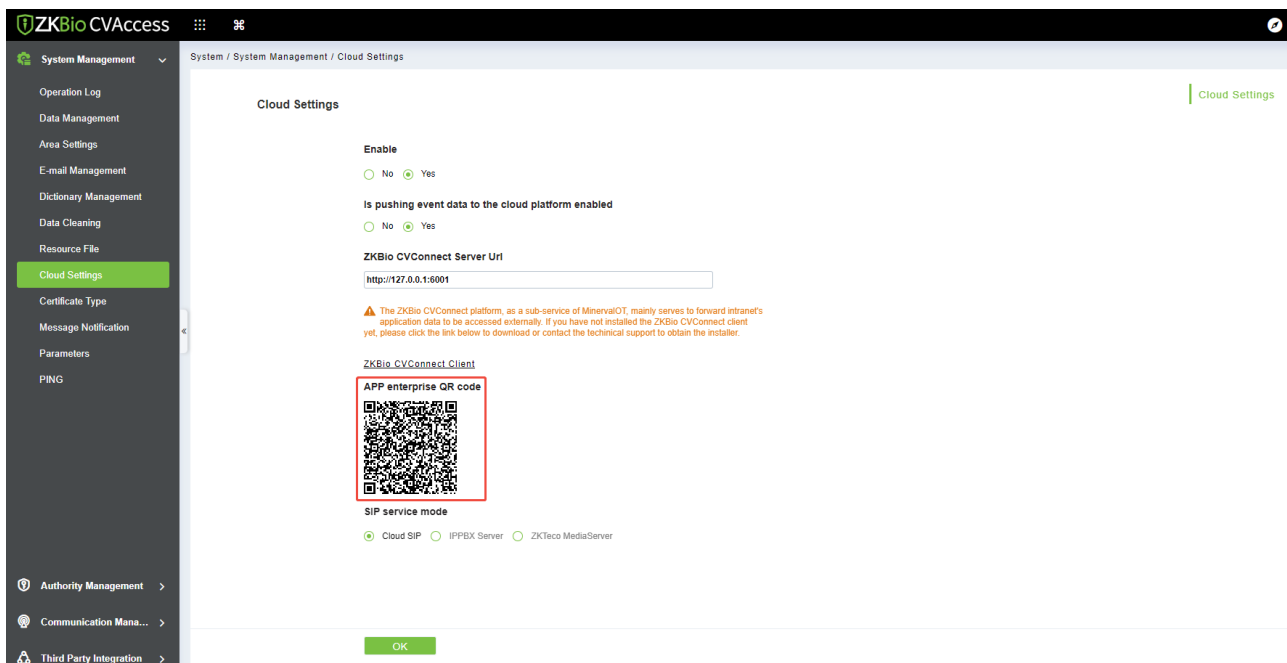 ZKBio CVAccess
System Management
Operation Log
Data Management
Area Settings
E-mail Management
Dictionary Management
Data Cleaning
Resource File
Cloud Settings
Certificate Type
Message Notification
Parameters
PING
Authority Management
Communication Mana...
Third Party Integration
System / System Management / Cloud Settings
Cloud Settings
Cloud Settings
Enable
No Yes
Is pushing event data to the cloud platform enabled
No Yes
ZKBio CVConnect Server Url
http://127.0.0.1:6001
The ZKBio CVConnect platform, as a sub-service of MinervaIOT, mainly serves to forward intranet's
application data to be accessed externally. If you have not installed the ZKBio CVConnect client
yet, please click the link below to download or contact the techinical support to obtain the installer.
ZKBio CVConnect Client
APP enterprise QR code
SIP service mode
Cloud SIP IPPBX Server ZKTeco MediaServer
OK